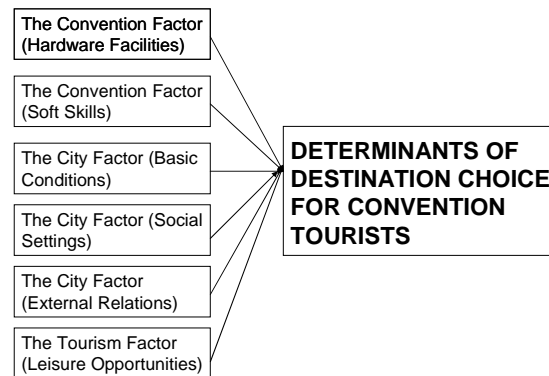 The Convention Factor
(Hardware Facilities)
The Convention Factor
(Soft Skills)
The City Factor (Basic
Conditions)
The City Factor (Social
Settings)
The City Factor
(External Relations)
The Tourism Factor
(Leisure Opportunities)
DETERMINANTS OF
DESTINATION CHOICE
FOR CONVENTION
TOURISTS